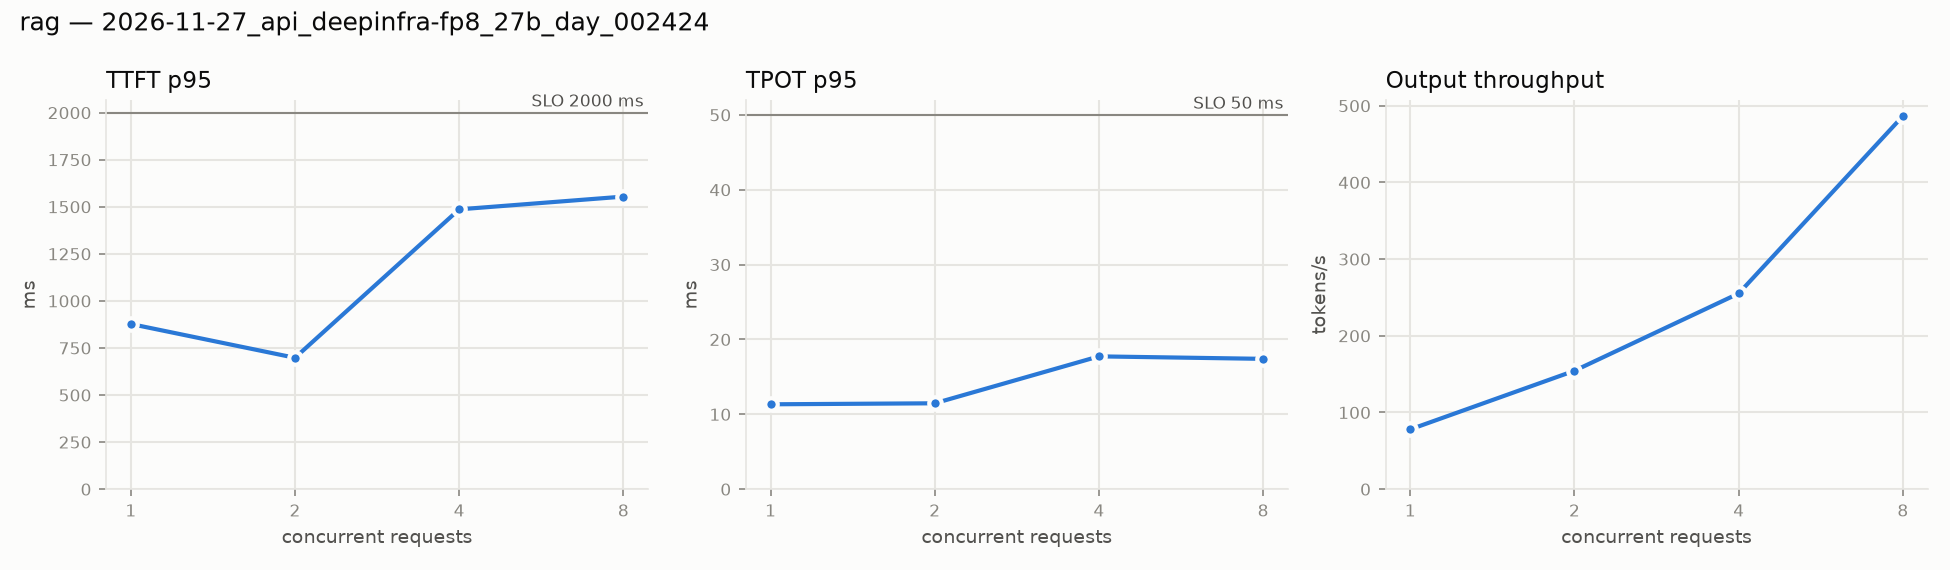 rag — 2026-11-27_api_deepinfra-fp8_27b_day_002424
TTFT p95
SLO 2000 ms
2000
1750
1500
1250
1000
750
500
250
0
ms
1 2 4 8
concurrent requests
TPOT p95
SLO 50 ms
50
40
30
20
10
0
ms
1 2 4 8
concurrent requests
Output throughput
500
400
300
200
100
0
tokens/s
1 2 4 8
concurrent requests